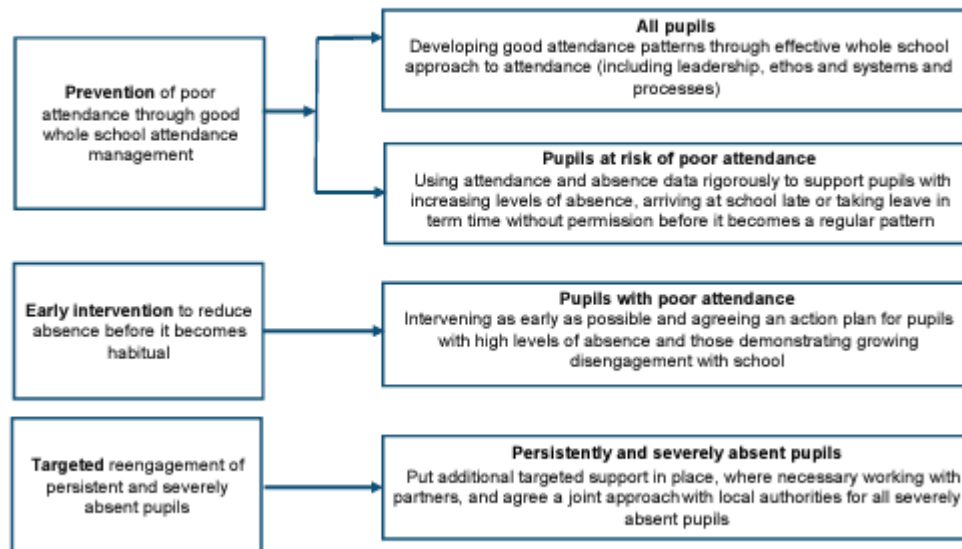 Prevention of poor
attendance through good
whole school attendance
management
All pupils
Developing good attendance patterns through effective whole school
approach to attendance (including leadership, ethos and systems and
processes)
Pupils at risk of poor attendance
Using attendance and absence data rigorously to support pupils with
increasing levels of absence, arriving at school late or taking leave in
term time without permission before it becomes a regular pattern
Early intervention to reduce
absence before it becomes
habitual
Pupils with poor attendance
Intervening as early as possible and agreeing an action plan for pupils
with high levels of absence and those demonstrating growing
disengagement with school
Targeted reengagement of
persistent and severely
absent pupils
Persistently and severely absent pupils
Put additional targeted support in place, where necessary working with
partners, and agree a joint approach with local authorities for all severely
absent pupils